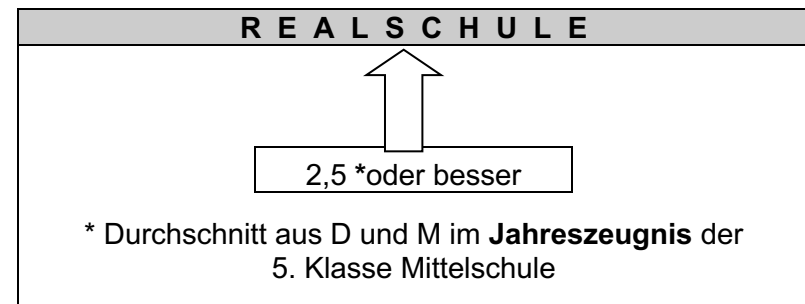 R E A L S C H U L E
2,5 *oder besser
* Durchschnitt aus D und M im Jahreszeugnis der
5. Klasse Mittelschule